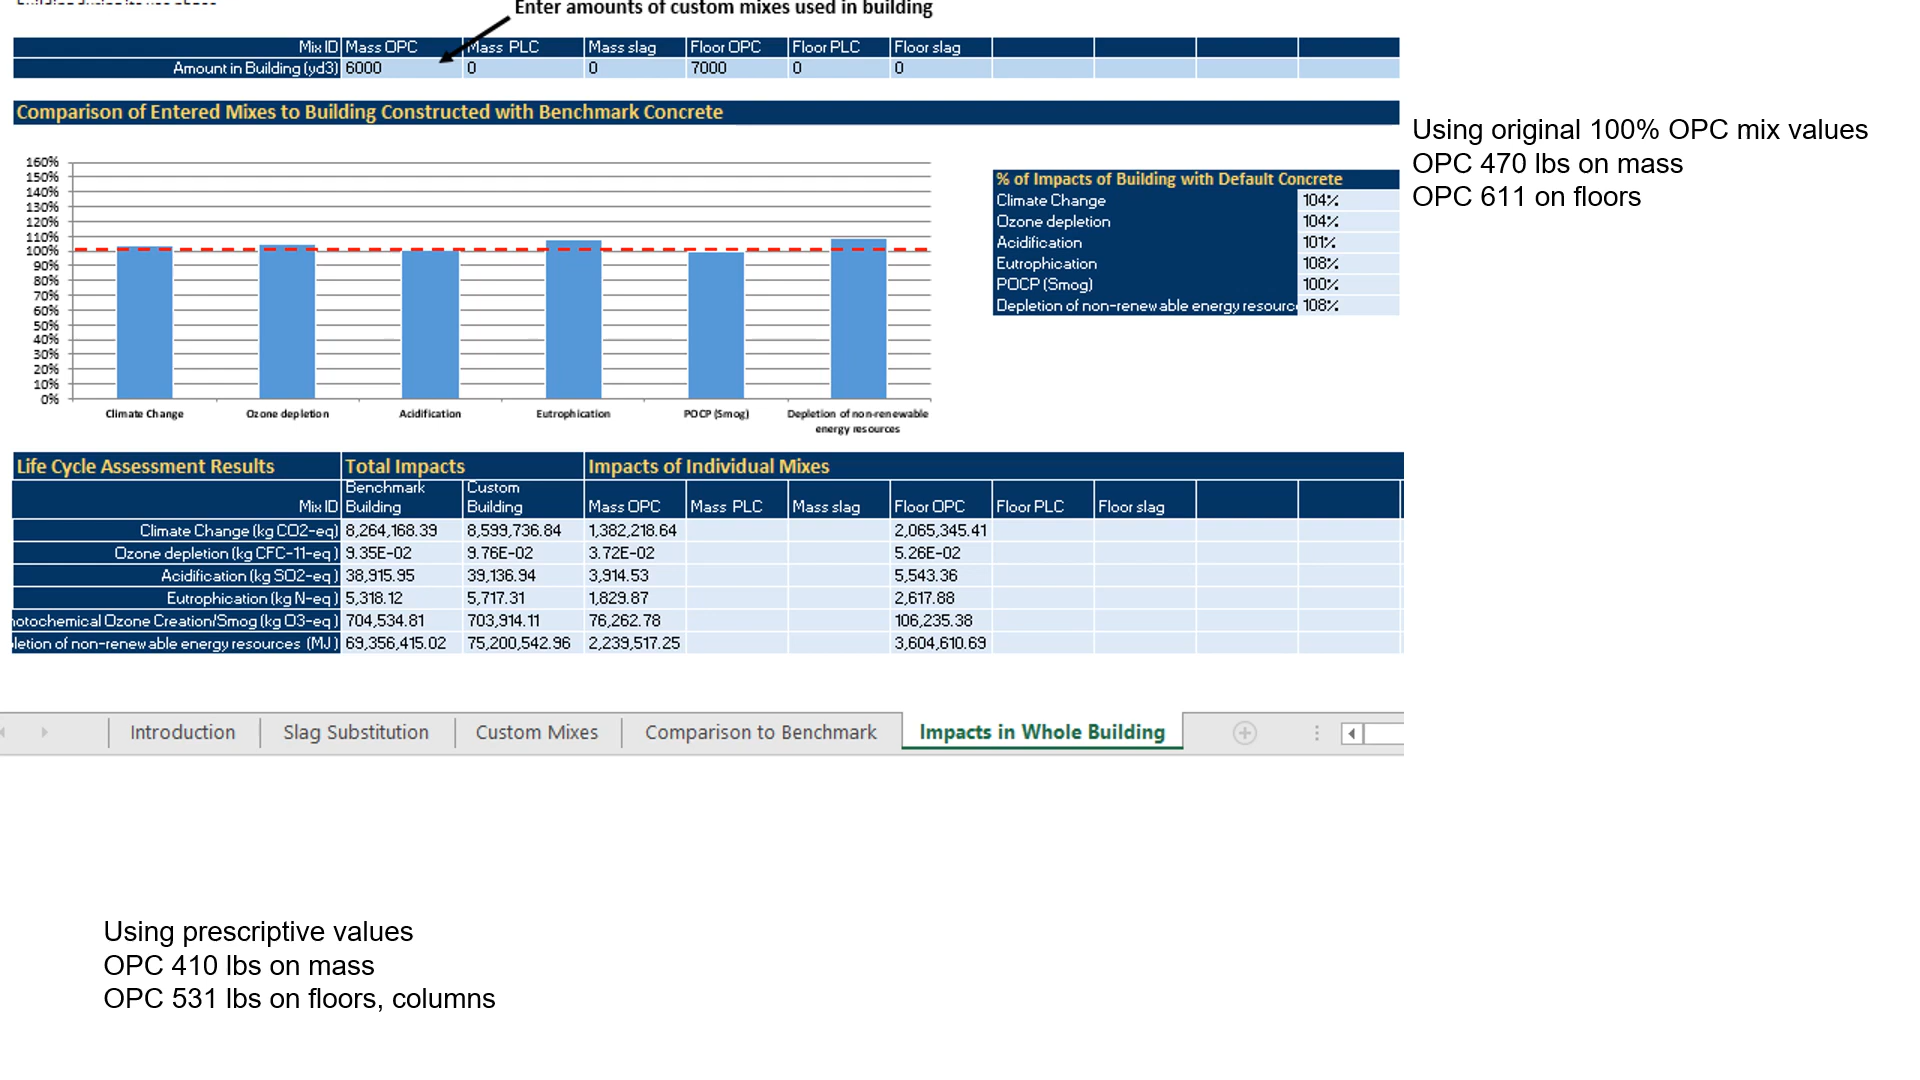 Enter amounts of custom mixes used in building
Mix ID Mass OPC Mass PLC Mass slag Floor OPC Floor PLC Floor slag
Amount in Building (yd3) 6000 0 0 7000 0 0
Comparison of Entered Mixes to Building Constructed with Benchmark Concrete
Using original 100% OPC mix values
OPC 470 lbs on mass
OPC 611 on floors
160%
150%
140%
130%
120%
110%
100%
90%
80%
70%
60%
50%
40%
30%
20%
10%
0%
Climate Change Ozone depletion Acidification Eutrophication POCP (Smog) Depletion of non-renewable
energy resources
% of Impacts of Building with Default Concrete
Climate Change 104%
Ozone depletion 104%
Acidification 101%
Eutrophication 108%
POCP (Smog) 100%
Depletion of non-renewable energy resourc 108%
Life Cycle Assessment Results Total Impacts Impacts of Individual Mixes
Benchmark Custom
Mix ID Building Building Mass OPC Mass PLC Mass slag Floor OPC Floor PLC Floor slag
Climate Change (kg CO2-eq) 8,264,168.39 8,599,736.84 1,382,218.64 2,065,345.41
Ozone depletion (kg CFC-11-eq ) 9.35E-02 9.76E-02 3.72E-02 5.26E-02
Acidification (kg SO2-eq ) 38,915.95 39,136.94 3,914.53 5,543.36
Eutrophication (kg N-eq ) 5,318.12 5,717.31 1,829.87 2,617.88
otochemical Ozone Creation/Smog (kg O3-eq ) 704,534.81 703,914.11 76,262.78 106,235.38
letion of non-renewable energy resources (MJ ) 69,356,415.02 75,200,542.96 2,239,517.25 3,604,610.69
Introduction Slag Substitution Custom Mixes Comparison to Benchmark Impacts in Whole Building
Using prescriptive values
OPC 410 lbs on mass
OPC 531 lbs on floors, columns